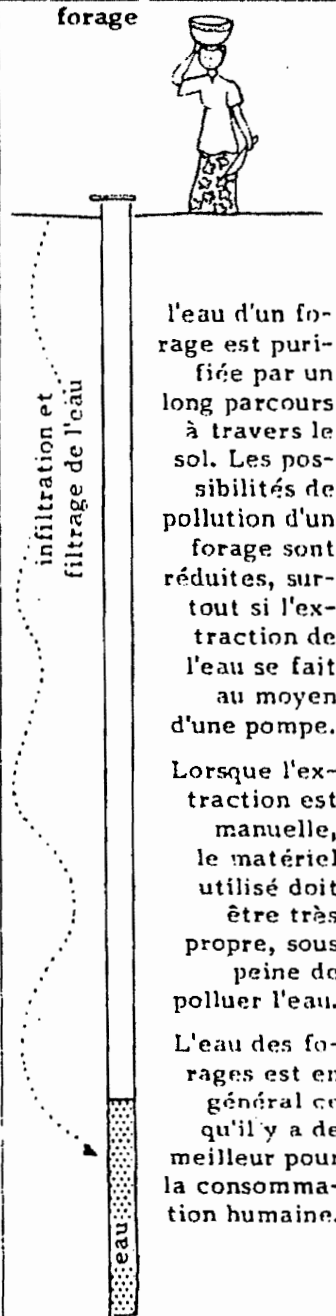 forage
infiltration et
filtrage de l'eau
l'eau d'un fo-
rage est puri-
fiée par un
long parcours
à travers le
sol. Les pos-
sibilités de
pollution d'un
forage sont
réduites, sur-
tout si l'ex-
traction de
l'eau se fait
au moyen
d'une pompe.
Lorsque l'ex-
traction est
manuelle,
le matériel
utilisé doit
être très
propre, sous
peine de
polluer l'eau.
L'eau des fo-
rages est en
général ce
qu'il y a de
meilleur pour
la consomma-
tion humaine.
eau